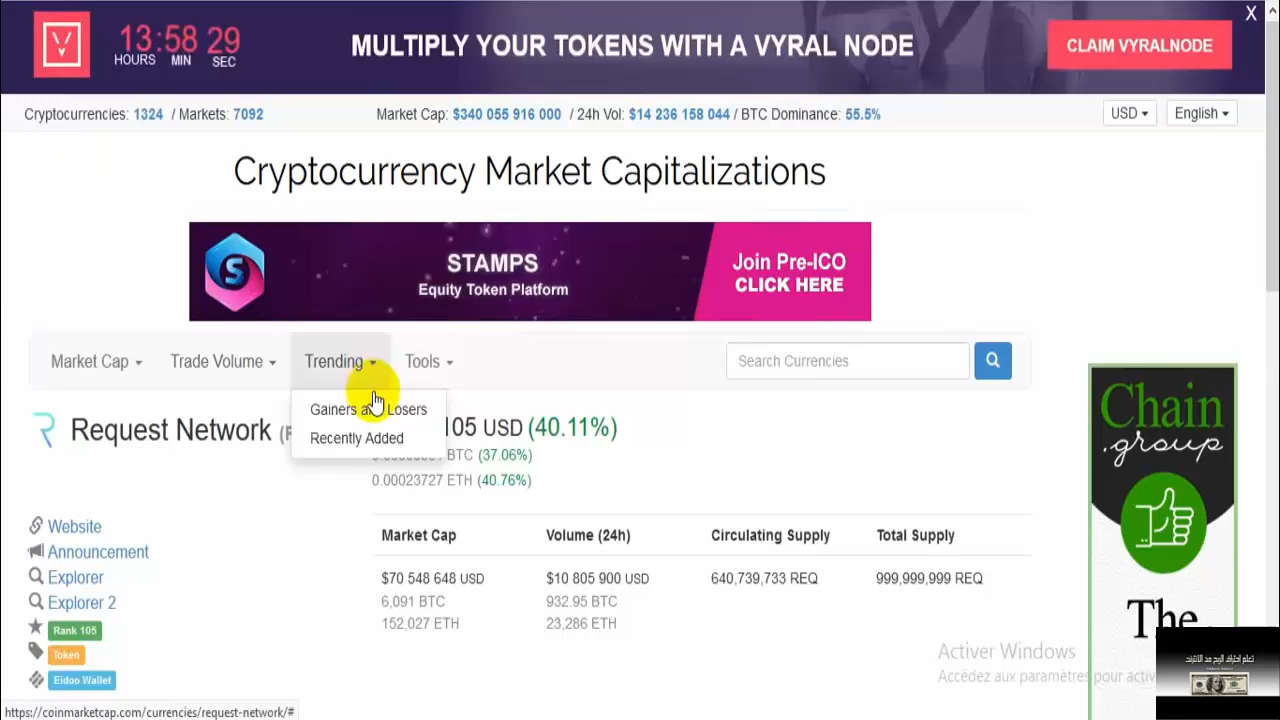 X
13:58 29
HOURS MIN SEC
MULTIPLY YOUR TOKENS WITH A VYRAL NODE
CLAIM VYRALNODE
Cryptocurrencies: 1324 / Markets: 7092
Market Cap: $340 055 916 000 / 24h Vol: $14 236 158 044 / BTC Dominance: 55.5%
USD
English
Cryptocurrency Market Capitalizations
S
STAMPS
Equity Token Platform
Join Pre-ICO
CLICK HERE
Market Cap
Trade Volume
Trending
Tools
Search Currencies
Gainers and Losers
Recently Added
Request Network
105 USD (40.11%)
BTC (37.06%)
0.00023727 ETH (40.76%)
Website
Announcement
Explorer
Explorer 2
Rank 105
Token
Eidoo Wallet
Market Cap Volume (24h) Circulating Supply Total Supply
$70 548 648 USD $10 805 900 USD 640,739,733 REQ 999,999,999 REQ
6,091 BTC 932.95 BTC
152,027 ETH 23,286 ETH
Chain
.group
The
Activer Windows
Accédez aux paramètres pour activ
تعلم احتراف الربح من الانترنت
https://coinmarketcap.com/currencies/request-network/#